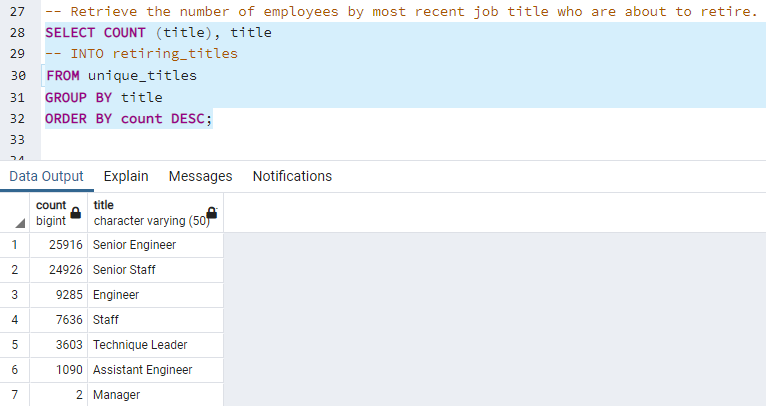 27 -- Retrieve the number of employees by most recent job title who are about to retire.
28 SELECT COUNT (title), title
29 -- INTO retiring_titles
30 FROM unique_titles
31 GROUP BY title
32 ORDER BY count DESC;
33
34
Data Output Explain Messages Notifications
count title
bigint character varying (50)
1 25916 Senior Engineer
2 24926 Senior Staff
3 9285 Engineer
4 7636 Staff
5 3603 Technique Leader
6 1090 Assistant Engineer
7 2 Manager